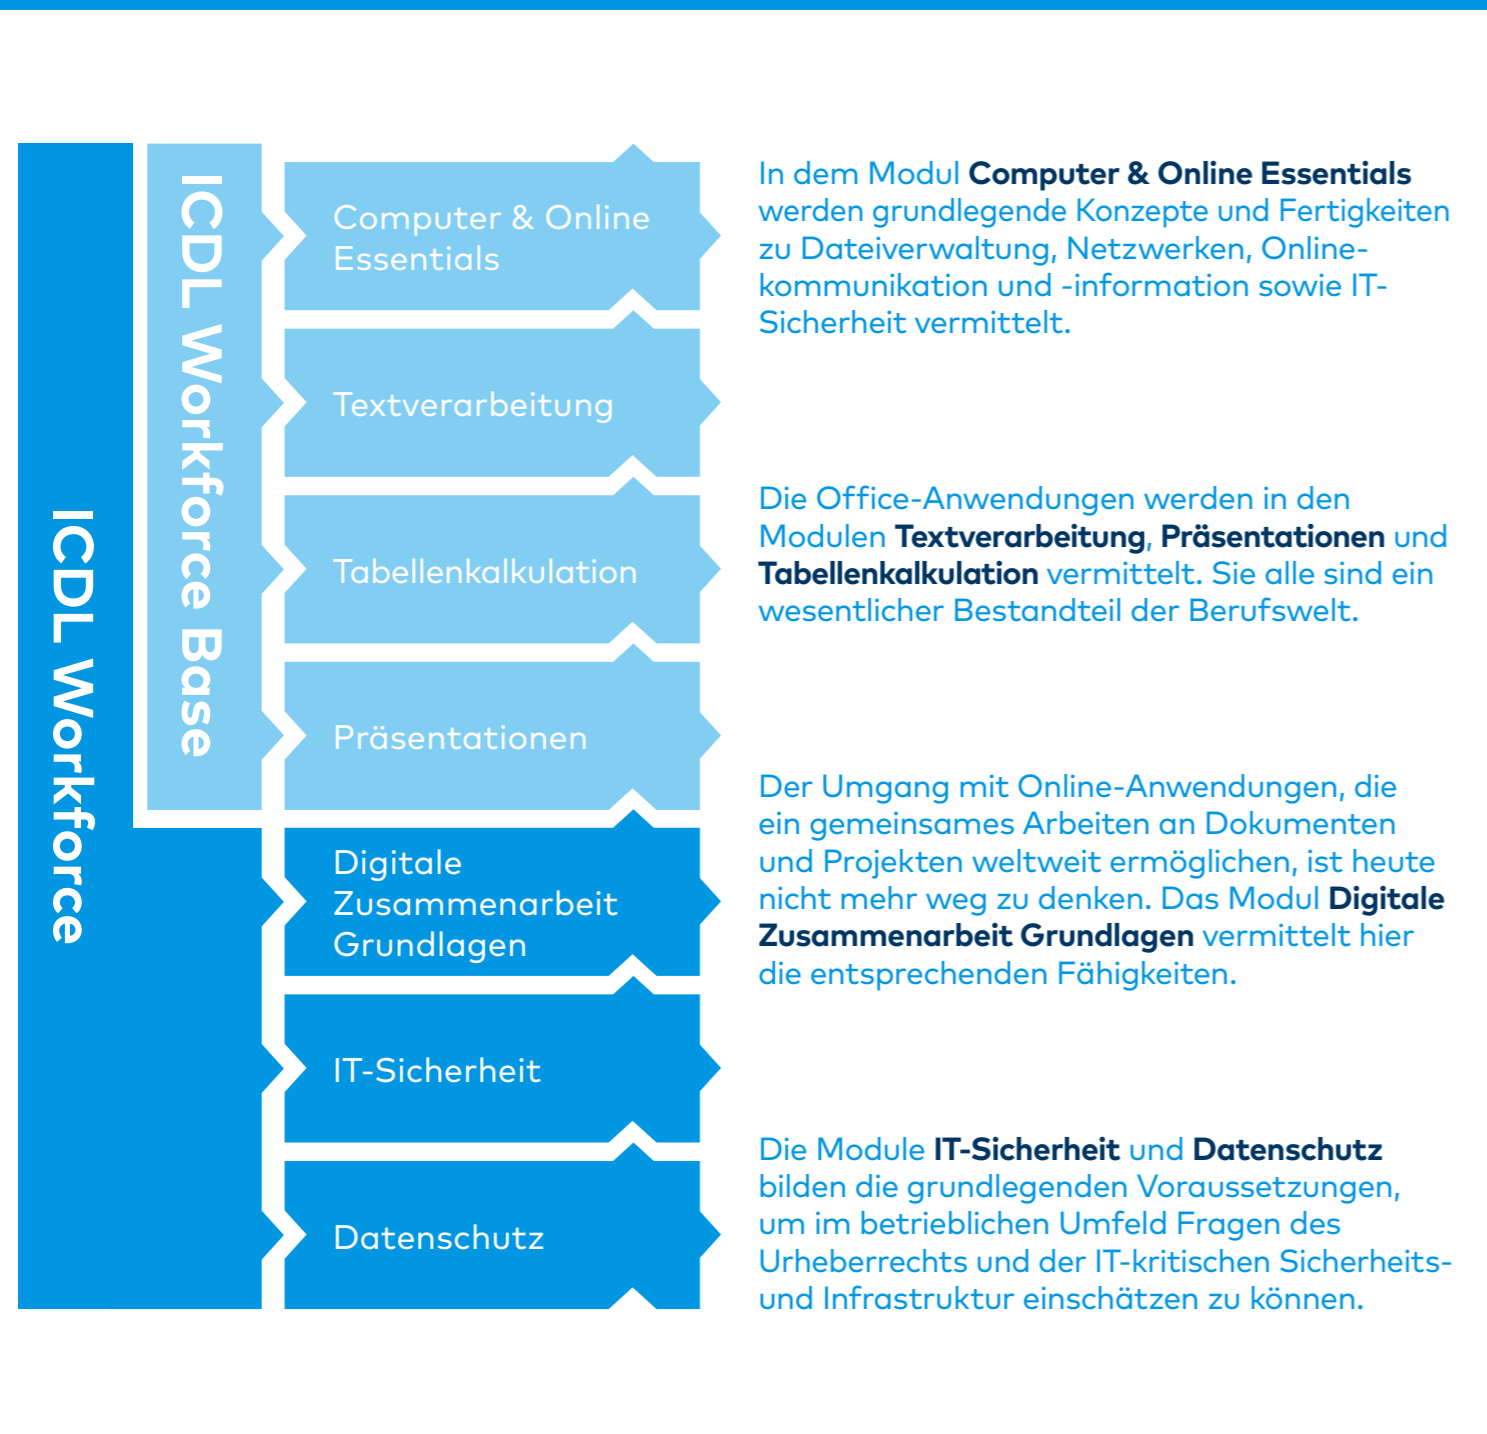 ICDL Workforce
ICDL Workforce Base
Computer & Online
Essentials
Textverarbeitung
Tabellenkalkulation
Präsentationen
Digitale
Zusammenarbeit
Grundlagen
IT-Sicherheit
Datenschutz
In dem Modul Computer & Online Essentials
werden grundlegende Konzepte und Fertigkeiten
zu Dateiverwaltung, Netzwerken, Online-
kommunikation und -information sowie IT-
Sicherheit vermittelt.
Die Office-Anwendungen werden in den
Modulen Textverarbeitung, Präsentationen und
Tabellenkalkulation vermittelt. Sie alle sind ein
wesentlicher Bestandteil der Berufswelt.
Der Umgang mit Online-Anwendungen, die
ein gemeinsames Arbeiten an Dokumenten
und Projekten weltweit ermöglichen, ist heute
nicht mehr weg zu denken. Das Modul Digitale
Zusammenarbeit Grundlagen vermittelt hier
die entsprechenden Fähigkeiten.
Die Module IT-Sicherheit und Datenschutz
bilden die grundlegenden Voraussetzungen,
um im betrieblichen Umfeld Fragen des
Urheberrechts und der IT-kritischen Sicherheits-
und Infrastruktur einschätzen zu können.